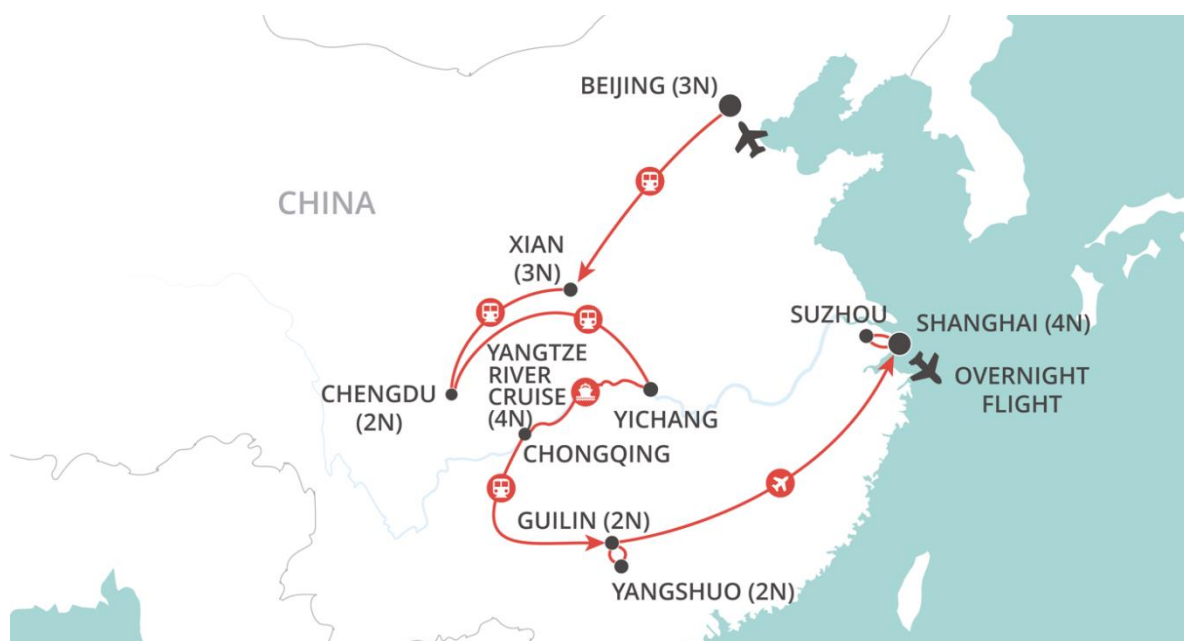 BEIJING (3N)
CHINA
XIAN
(3N)
SUZHOU
SHANGHAI (4N)
OVERNIGHT
FLIGHT
YANGTZE
RIVER
CRUISE
(4N)
CHENGDU
(2N)
YICHANG
CHONGQING
GUILIN (2N)
YANGSHUO (2N)